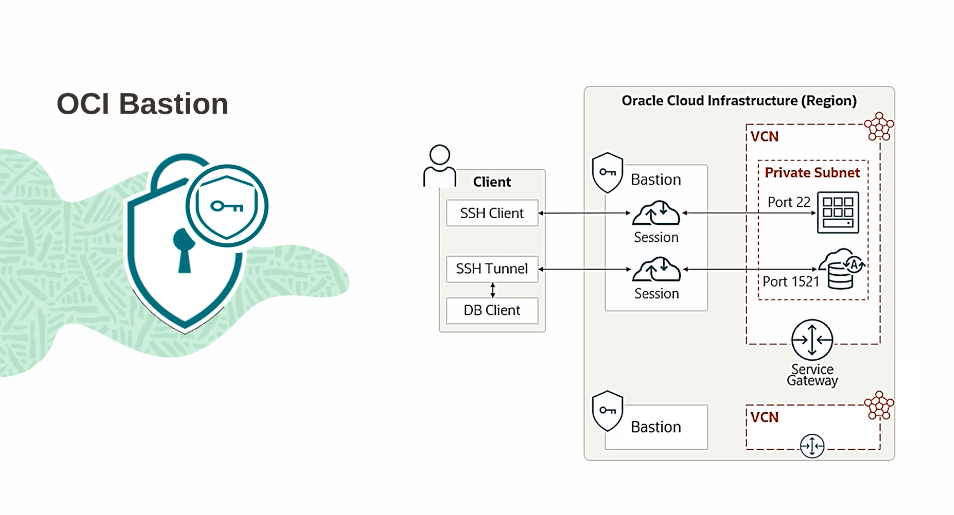 OCI Bastion
Oracle Cloud Infrastructure (Region)
Client
SSH Client
SSH Tunnel
DB Client
Bastion
Session
Session
VCN
Private Subnet
Port 22
A
Port 1521
Service
Gateway
Bastion
VCN